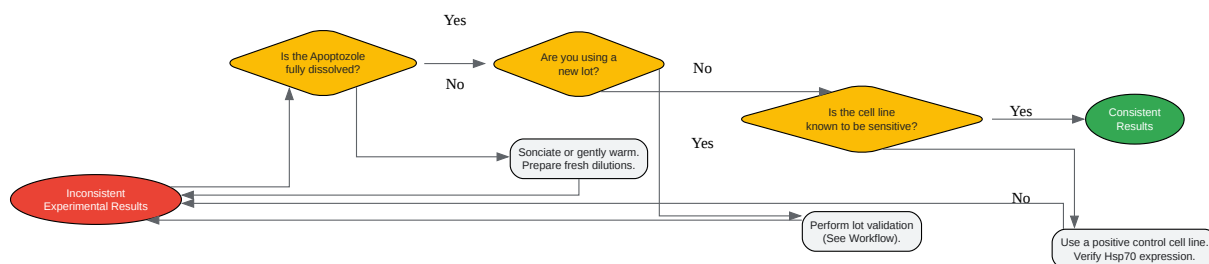 Yes
Is the Apoptozole
fully dissolved?
No
Are you using a
new lot?
No
Yes
Is the cell line
known to be sensitive?
Yes
No
Consistent
Results
Sonciate or gently warm.
Prepare fresh dilutions.
Inconsistent
Experimental Results
Perform lot validation
(See Workflow).
Use a positive control cell line.
Verify Hsp70 expression.